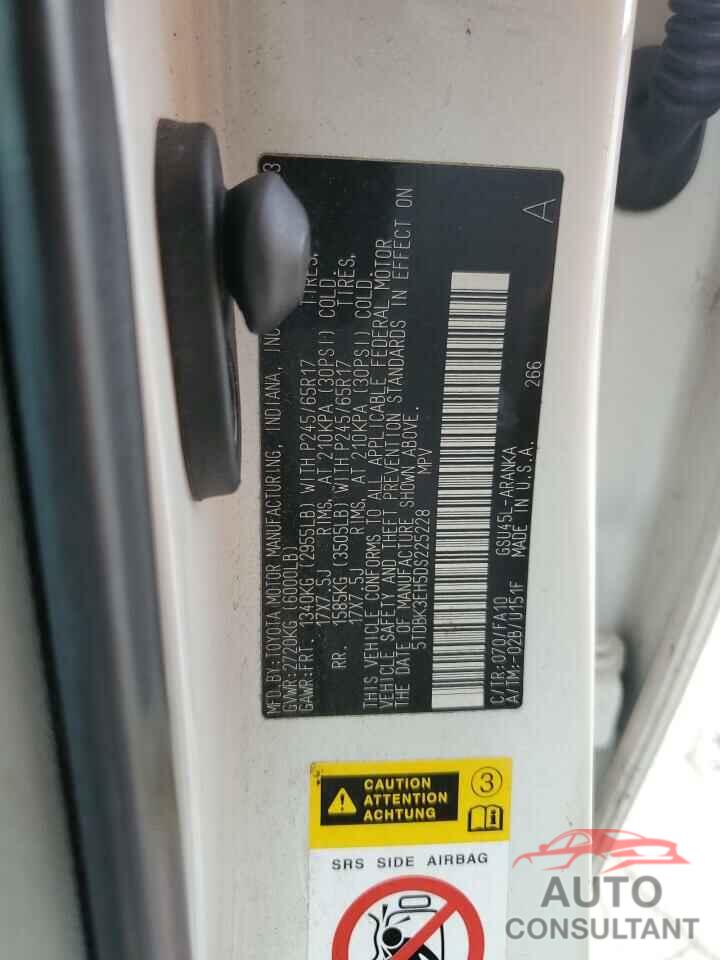 MFD.BY:TOYOTA MOTOR MANUFACTURING, INDIANA, INC 3
GVWR:2720KG (6000LB)
GAWR:FRT. 1340KG (2955LB) WITH P245/65R17 TIRES,
17X7.5J RIMS, AT 210KPA (30PSI) COLD.
RR. 1585KG (3505LB) WITH P245/65R17 TIRES,
17X7.5J RIMS, AT 210KPA (30PSI) COLD.
THIS VEHICLE CONFORMS TO ALL APPLICABLE FEDERAL MOTOR
VEHICLE SAFETY AND THEFT PREVENTION STANDARDS IN EFFECT ON
THE DATE OF MANUFACTURE SHOWN ABOVE.
5TDBK3EH5DS225228 MPV
C/TR:070/FA10 GSU45L-ARANKA 266 A
A/TM:-02B/U151F MADE IN U.S.A.
CAUTION
ATTENTION
ACHTUNG
3
SRS SIDE AIRBAG
AUTO
CONSULTANT